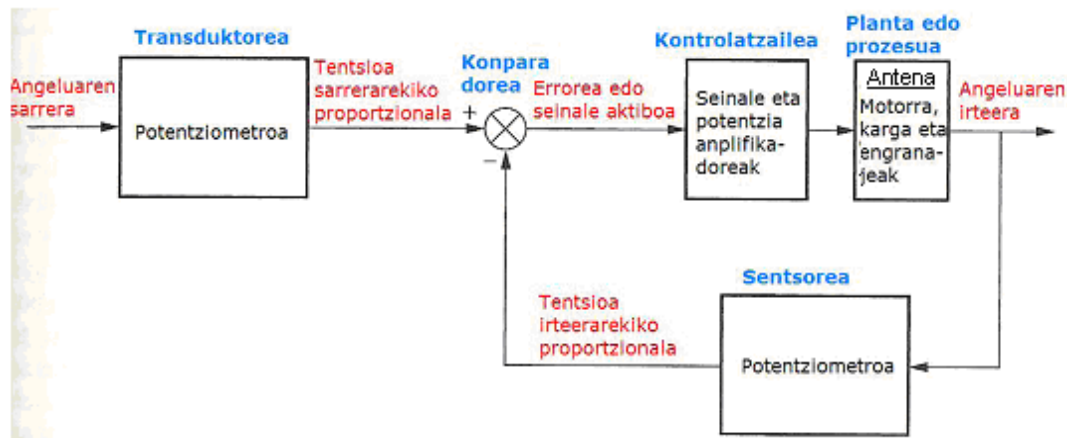 Transduktorea
Angeluaren
sarrera
Potentziometroa
Tentsioa
sarrerarekiko
proportzionala
Konpara
dorea
+
−
Errorea edo
seinale aktiboa
Kontrolatzailea
Seinale eta
potentzia
anplifika-
doreak
Planta edo
prozesua
Antena
Motorra,
karga eta
engrana-
jeak
Angeluaren
irteera
Sentsorea
Potentziometroa
Tentsioa
irteerarekiko
proportzionala